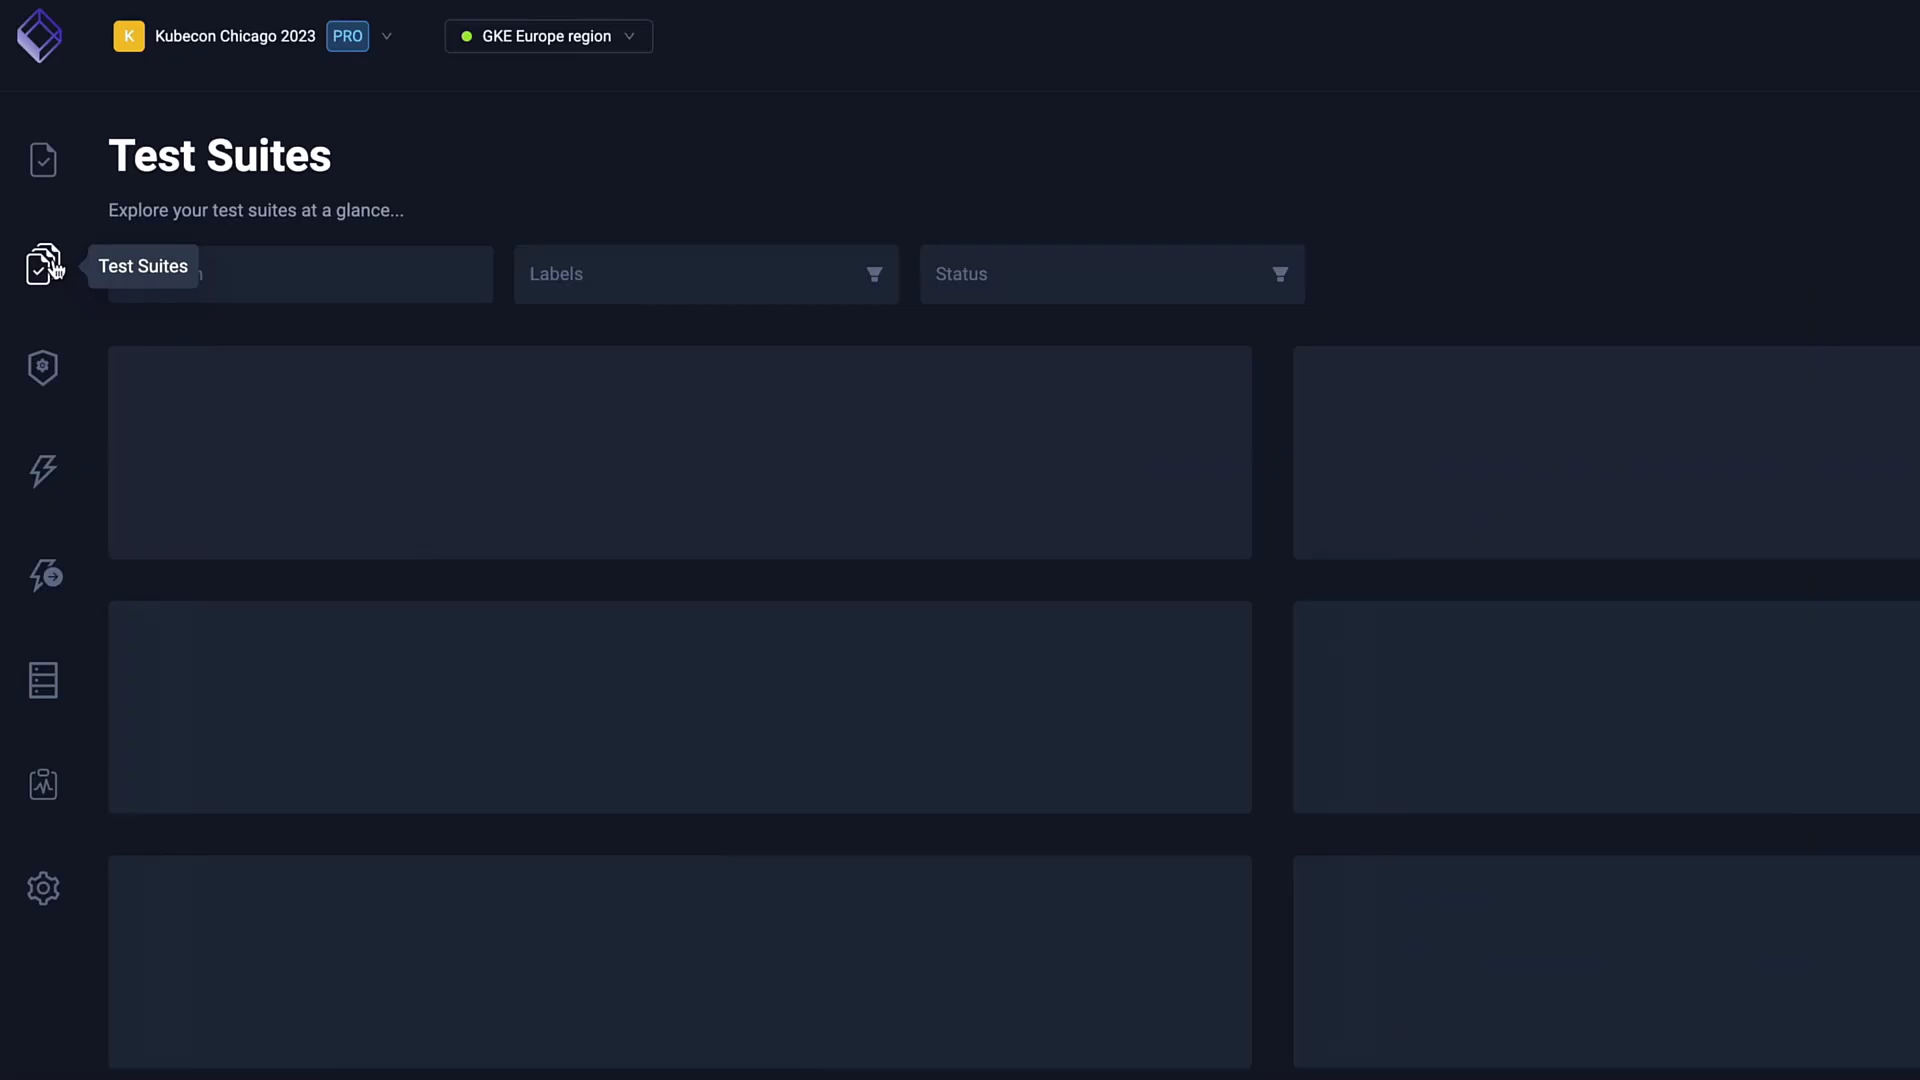 K Kubecon Chicago 2023 PRO GKE Europe region
Test Suites
Explore your test suites at a glance...
Test Suites
Labels
Status